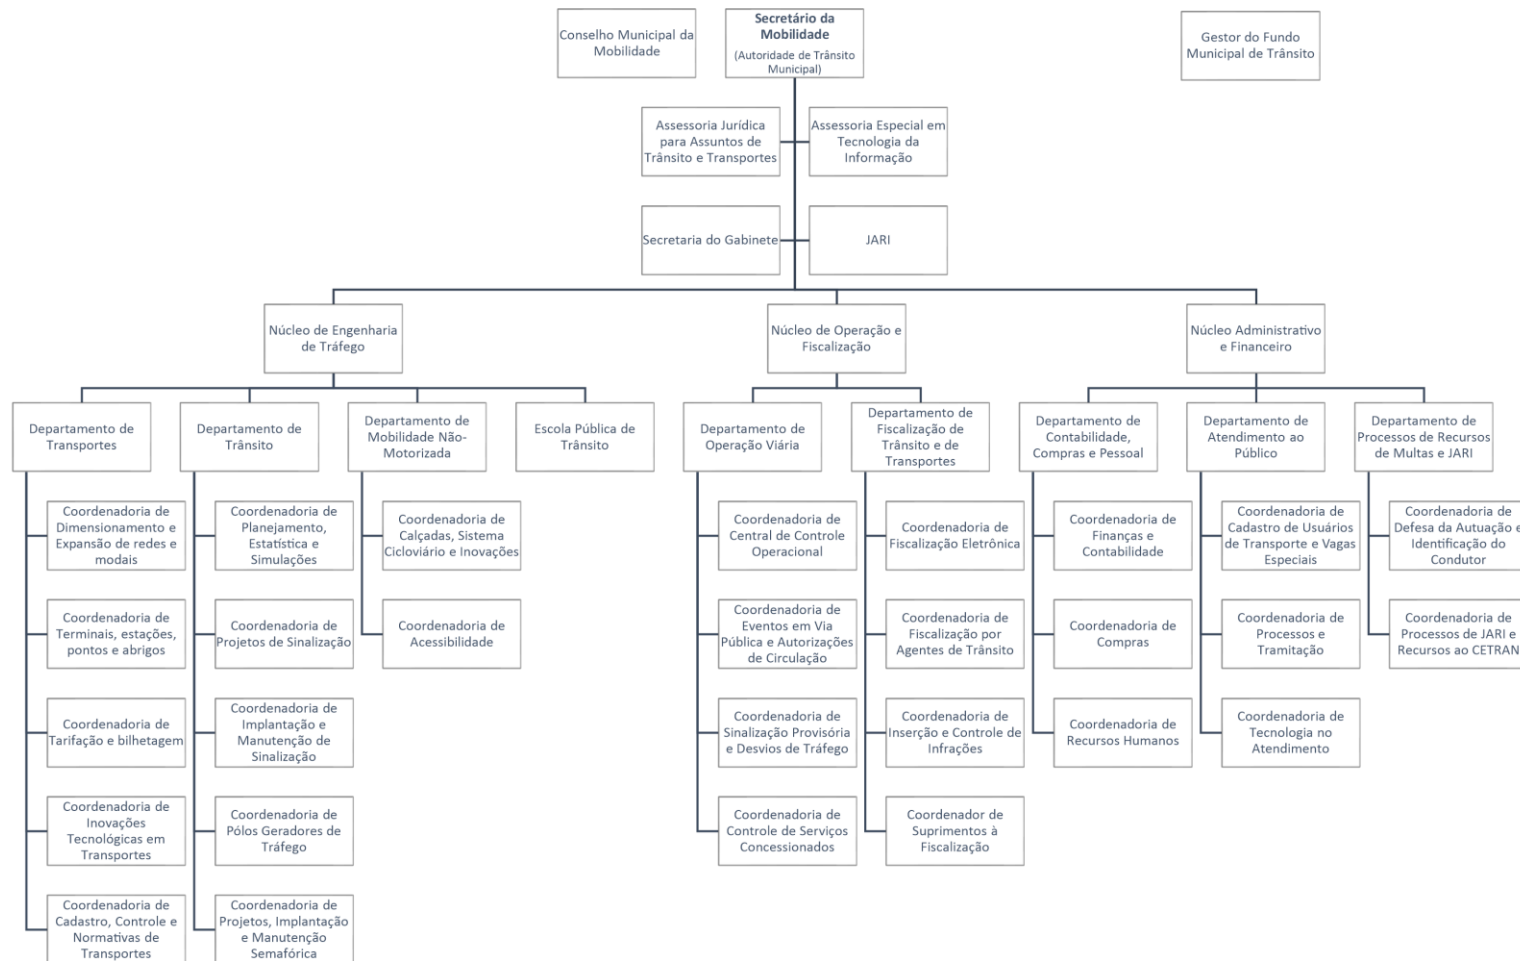 Conselho Municipal da
Mobilidade
Secretário da
Mobilidade
(Autoridade de Trânsito
Municipal)
Gestor do Fundo
Municipal de Trânsito
Assessoria Jurídica
para Assuntos de
Trânsito e Transportes
Assessoria Especial em
Tecnologia da
Informação
Secretaria do Gabinete
JARI
Núcleo de Engenharia
de Tráfego
Núcleo de Operação e
Fiscalização
Núcleo Administrativo
e Financeiro
Departamento de
Transportes
Departamento de
Trânsito
Departamento de
Mobilidade Não-
Motorizada
Escola Pública de
Trânsito
Departamento de
Operação Viária
Departamento de
Fiscalização de
Trânsito e de
Transportes
Departamento de
Contabilidade,
Compras e Pessoal
Departamento de
Atendimento ao
Público
Departamento de
Processos de Recursos
de Multas e JARI
Coordenadoria de
Dimensionamento e
Expansão de redes e
modais
Coordenadoria de
Planejamento,
Estatística e
Simulações
Coordenadoria de
Calçadas, Sistema
Cicloviário e Inovações
Coordenadoria de
Central de Controle
Operacional
Coordenadoria de
Fiscalização Eletrônica
Coordenadoria de
Finanças e
Contabilidade
Coordenadoria de
Cadastro de Usuários
de Transporte e Vagas
Especiais
Coordenadoria de
Defesa da Autuação e
Identificação do
Condutor
Coordenadoria de
Terminais, estações,
pontos e abrigos
Coordenadoria de
Projetos de Sinalização
Coordenadoria de
Acessibilidade
Coordenadoria de
Eventos em Via
Pública e Autorizações
de Circulação
Coordenadoria de
Fiscalização por
Agentes de Trânsito
Coordenadoria de
Compras
Coordenadoria de
Processos e
Tramitação
Coordenadoria de
Processos de JARI e
Recursos ao CETRAN
Coordenadoria de
Tarifação e bilhetagem
Coordenadoria de
Implantação e
Manutenção de
Sinalização
Coordenadoria de
Sinalização Provisória
e Desvios de Tráfego
Coordenadoria de
Inserção e Controle de
Infrações
Coordenadoria de
Recursos Humanos
Coordenadoria de
Tecnologia no
Atendimento
Coordenadoria de
Inovações
Tecnológicas em
Transportes
Coordenadoria de
Pólos Geradores de
Tráfego
Coordenadoria de
Controle de Serviços
Concessionados
Coordenador de
Suprimentos à
Fiscalização
Coordenadoria de
Cadastro, Controle e
Normativas de
Transportes
Coordenadoria de
Projetos, Implantação
e Manutenção
Semafórica